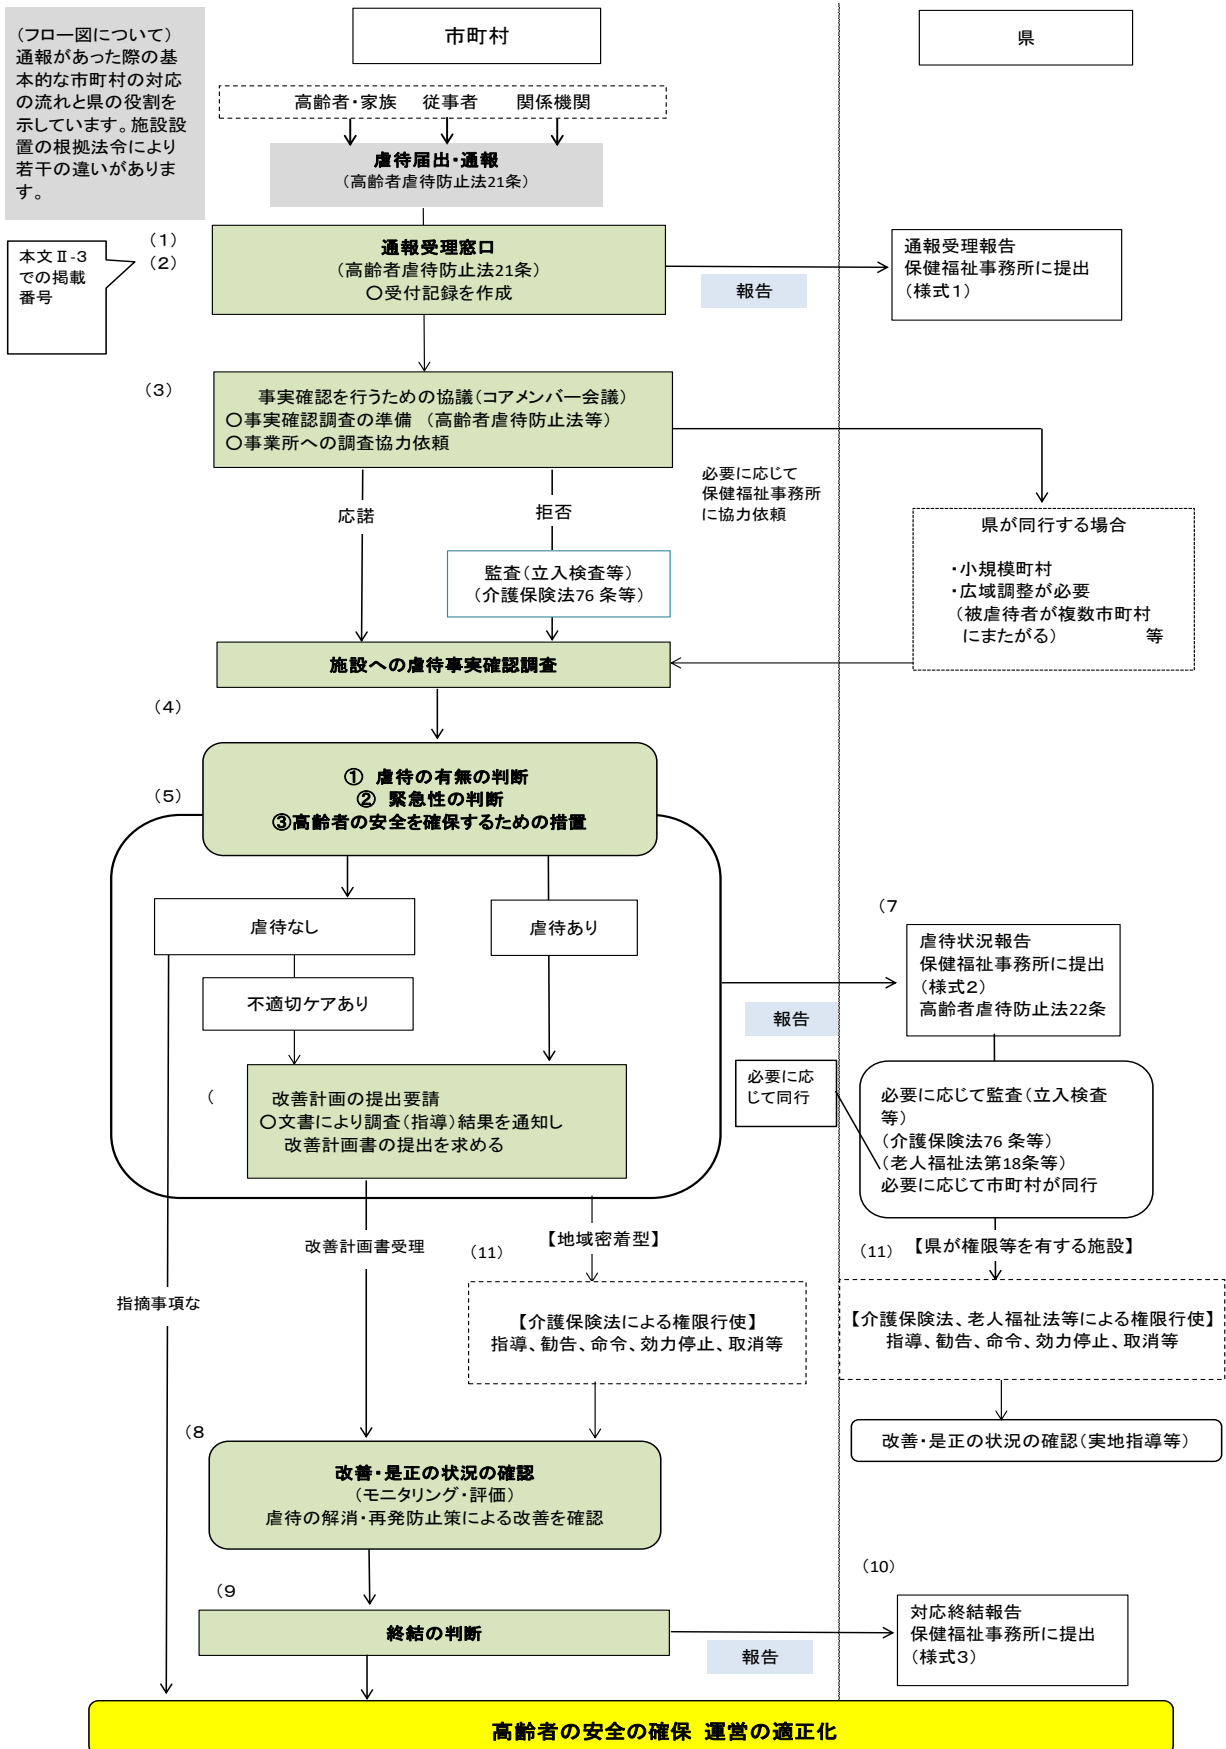 (フロー図について)
通報があった際の基
本的な市町村の対応
の流れと県の役割を
示しています。施設設
置の根拠法令により
若干の違いがありま
す。
市町村
県
高齢者・家族 従事者 関係機関
虐待届出・通報
(高齢者虐待防止法21条)
(1)
(2)
本文Ⅱ-3
での掲載
番号
通報受理窓口
(高齢者虐待防止法21条)
○受付記録を作成
報告
通報受理報告
保健福祉事務所に提出
(様式1)
(3)
事実確認を行うための協議(コアメンバー会議)
○事実確認調査の準備 (高齢者虐待防止法等)
○事業所への調査協力依頼
応諾
拒否
必要に応じて
保健福祉事務所
に協力依頼
監査(立入検査等)
(介護保険法76 条等)
県が同行する場合
・小規模町村
・広域調整が必要
(被虐待者が複数市町村
にまたがる) 等
施設への虐待事実確認調査
(4)
(5)
① 虐待の有無の判断
② 緊急性の判断
③高齢者の安全を確保するための措置
虐待なし
虐待あり
不適切ケアあり
(7
虐待状況報告
保健福祉事務所に提出
(様式2)
高齢者虐待防止法22条
報告
(
改善計画の提出要請
○文書により調査(指導)結果を通知し
改善計画書の提出を求める
必要に応
じて同行
必要に応じて監査(立入検査
等)
(介護保険法76 条等)
(老人福祉法第18条等)
必要に応じて市町村が同行
改善計画書受理
(11)
【地域密着型】
(11)
【県が権限等を有する施設】
指摘事項な
【介護保険法による権限行使】
指導、勧告、命令、効力停止、取消等
【介護保険法、老人福祉法等による権限行使】
指導、勧告、命令、効力停止、取消等
(8
改善・是正の状況の確認
(モニタリング・評価)
虐待の解消・再発防止策による改善を確認
改善・是正の状況の確認(実地指導等)
(9
終結の判断
報告
(10)
対応終結報告
保健福祉事務所に提出
(様式3)
高齢者の安全の確保 運営の適正化